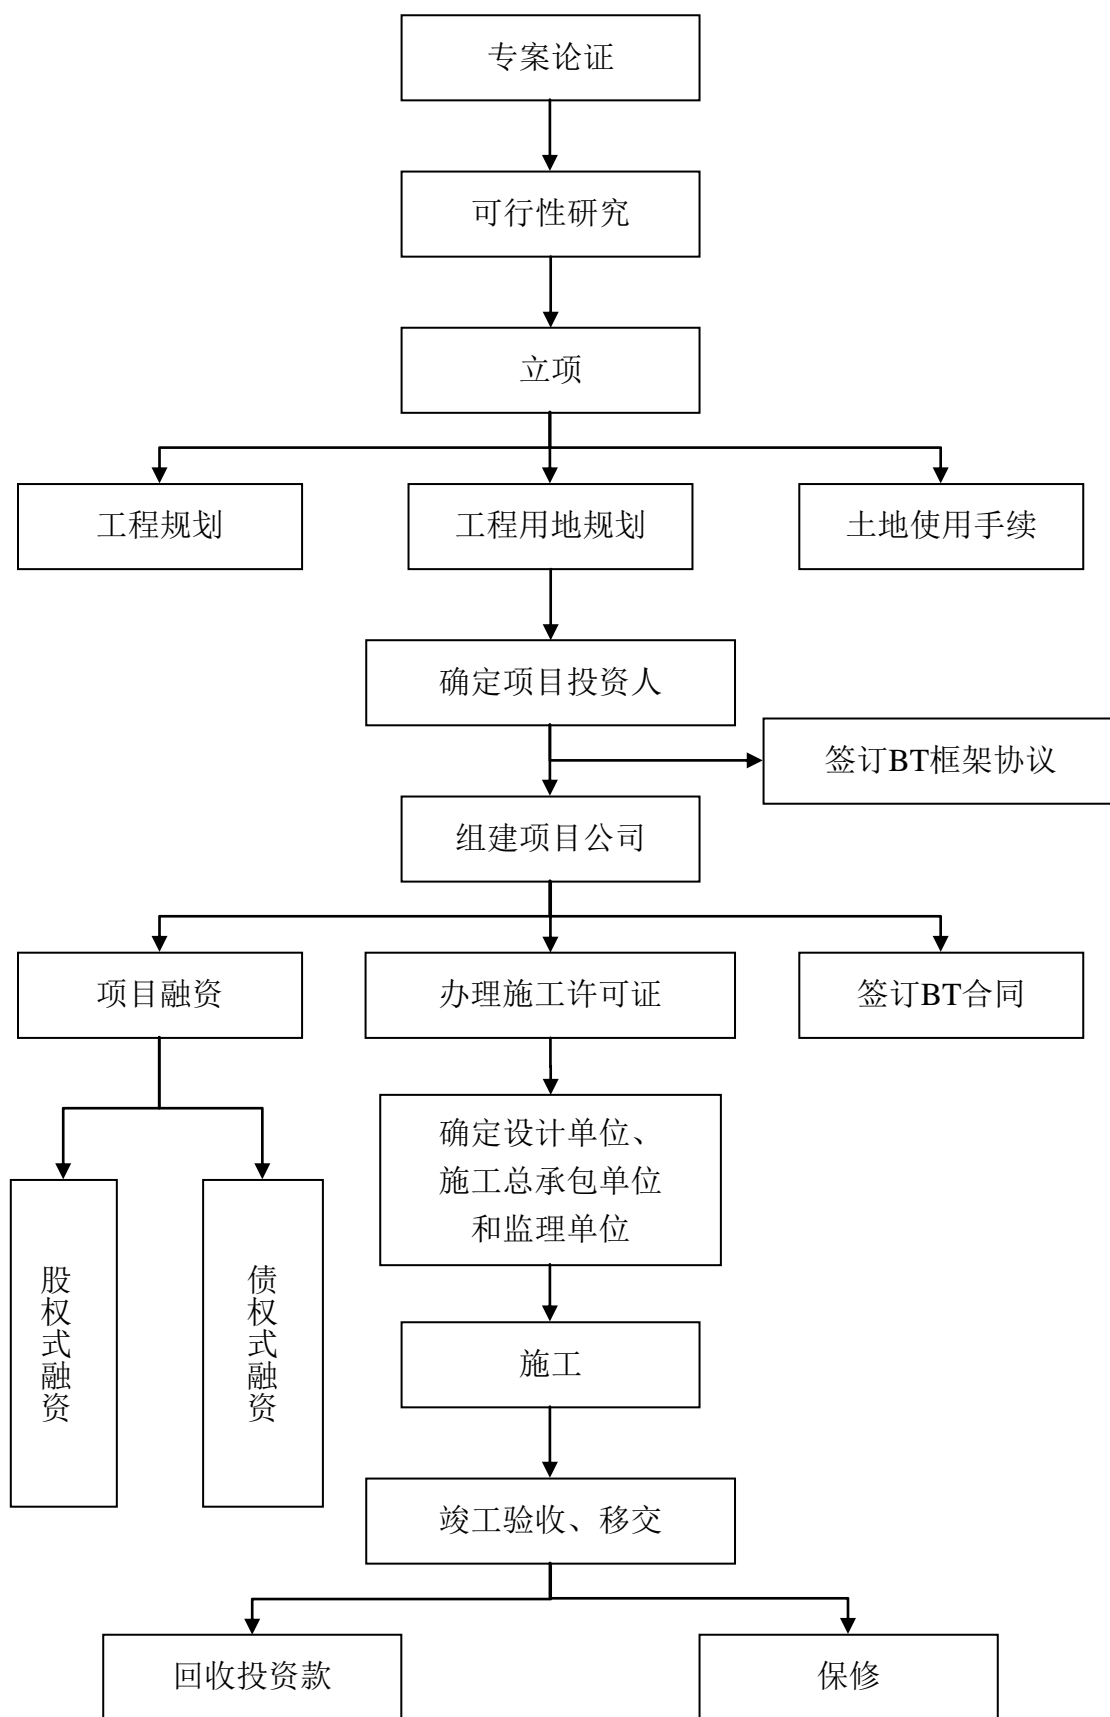 专案论证
可行性研究
立项
工程规划
工程用地规划
土地使用手续
确定项目投资人
签订BT框架协议
组建项目公司
项目融资
办理施工许可证
签订BT合同
确定设计单位、
施工总承包单位
和监理单位
股权式融资
债权式融资
施工
竣工验收、移交
回收投资款
保修